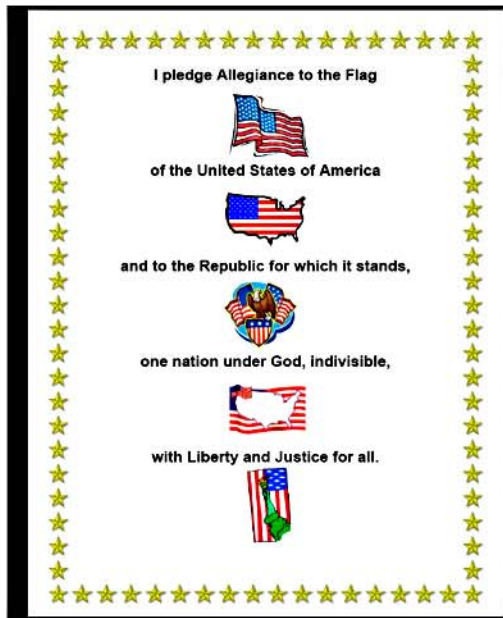 I pledge Allegiance to the Flag
of the United States of America
and to the Republic for which it stands,
one nation under God, indivisible,
with Liberty and Justice for all.